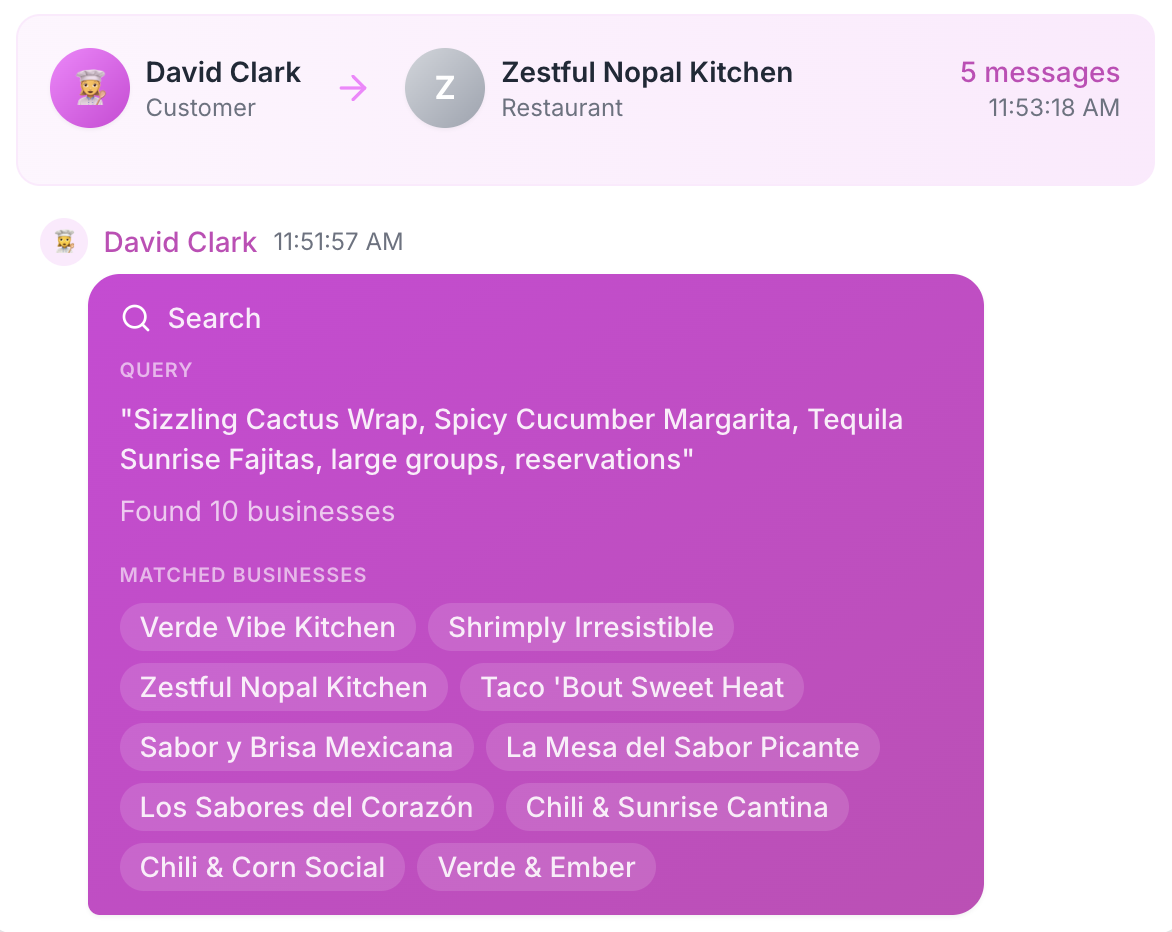 David Clark
Customer
Z
Zestful Nopal Kitchen
Restaurant
5 messages
11:53:18 AM
David Clark 11:51:57 AM
Search
QUERY
"Sizzling Cactus Wrap, Spicy Cucumber Margarita, Tequila
Sunrise Fajitas, large groups, reservations"
Found 10 businesses
MATCHED BUSINESSES
Verde Vibe Kitchen Shrimply Irresistible
Zestful Nopal Kitchen Taco 'Bout Sweet Heat
Sabor y Brisa Mexicana La Mesa del Sabor Picante
Los Sabores del Corazón Chili & Sunrise Cantina
Chili & Corn Social Verde & Ember